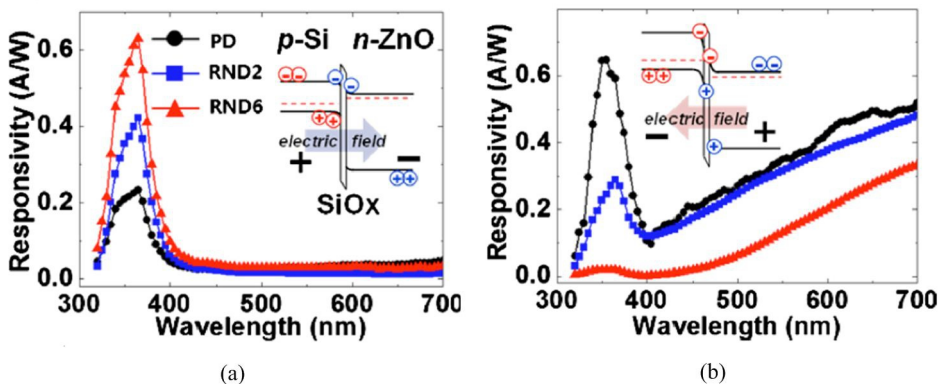 (a)
Responsivity (A/W)
0.6
0.4
0.2
0.0
PD
RND2
RND6
p-Si n-ZnO
electric field
+ −
SiOx
300 400 500 600 700
Wavelength (nm)
(a)
(b)
Responsivity (A/W)
0.6
0.4
0.2
0.0
electric field
− +
300 400 500 600 700
Wavelength (nm)
(b)